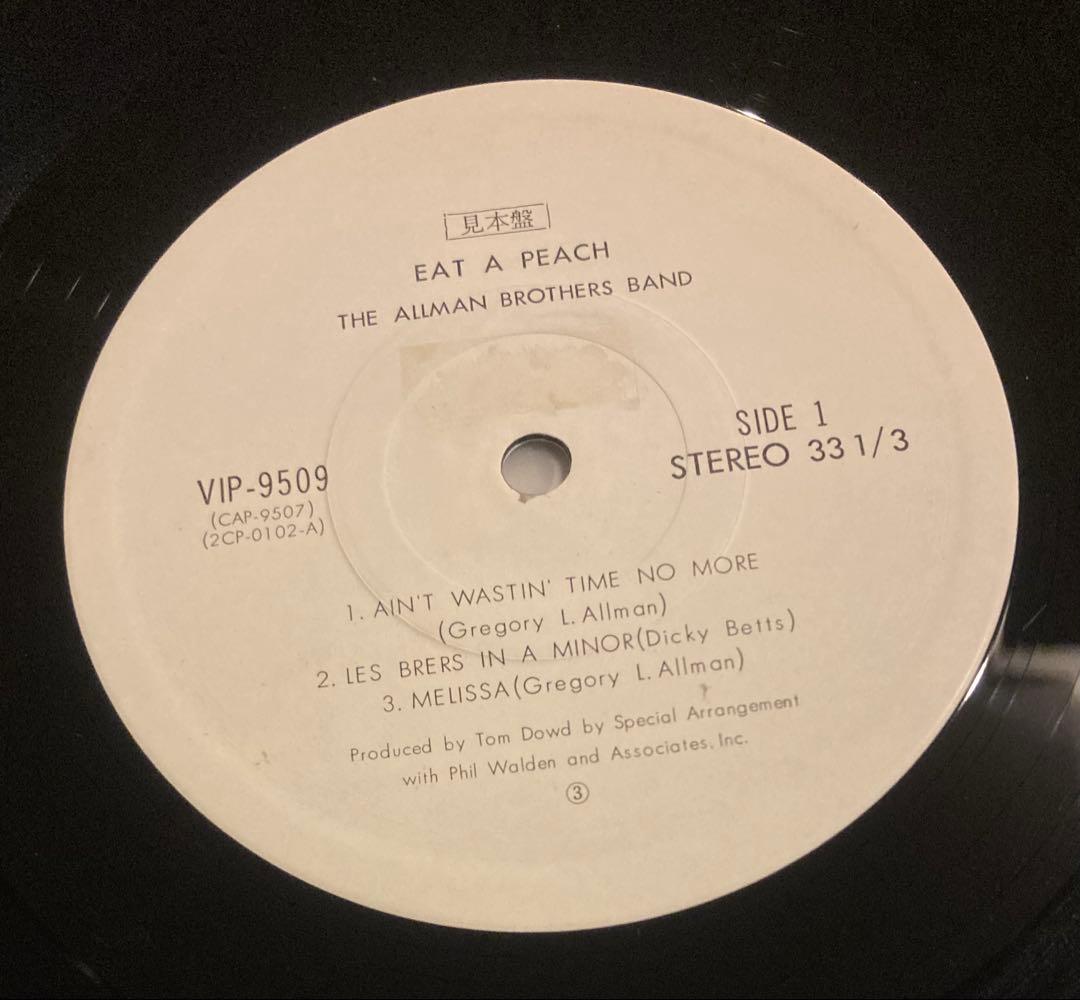 見本盤
EAT A PEACH
THE ALLMAN BROTHERS BAND
SIDE 1
STEREO 33 1/3
VIP-9509
(CAP-9507)
(2CP-0102-A)
1. AIN'T WASTIN' TIME NO MORE
(Gregory L. Allman)
2. LES BRERS IN A MINOR(Dicky Betts)
3. MELISSA(Gregory L. Allman)
Produced by Tom Dowd by Special Arrangement
with Phil Walden and Associates, Inc.
③